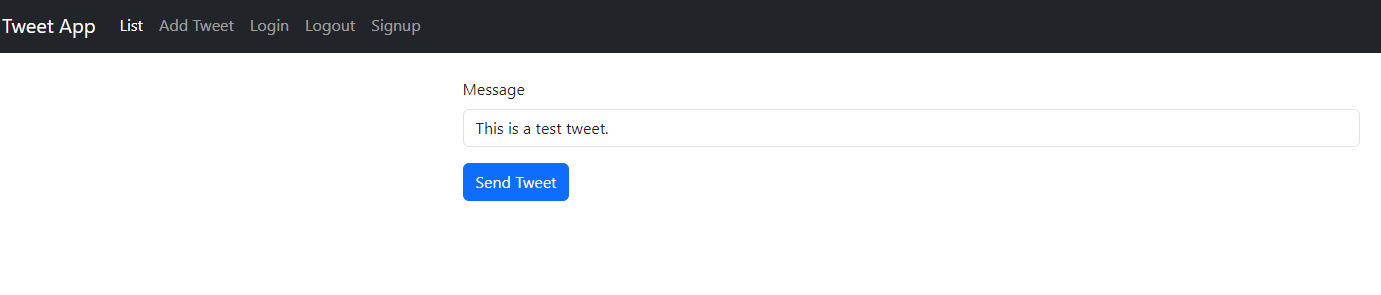 Tweet App List Add Tweet Login Logout Signup
Message
This is a test tweet.
Send Tweet